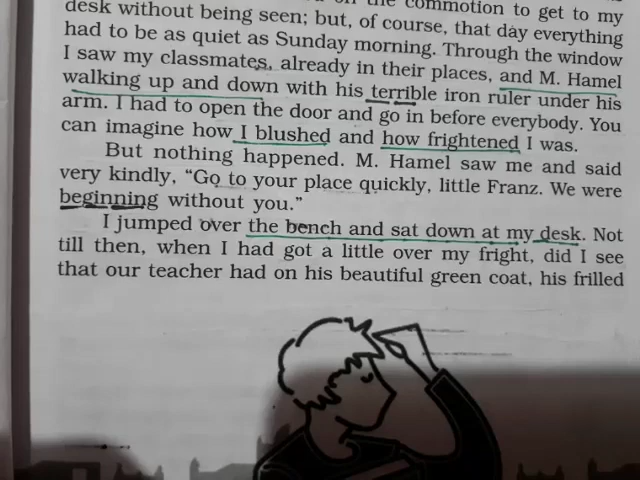 the commotion to get to my
desk without being seen; but, of course, that day everything
had to be as quiet as Sunday morning. Through the window
I saw my classmates, already in their places, and M. Hamel
walking up and down with his terrible iron ruler under his
arm. I had to open the door and go in before everybody. You
can imagine how I blushed and how frightened I was.
But nothing happened. M. Hamel saw me and said
very kindly, “Go to your place quickly, little Franz. We were
beginning without you.”
I jumped over the bench and sat down at my desk. Not
till then, when I had got a little over my fright, did I see
that our teacher had on his beautiful green coat, his frilled